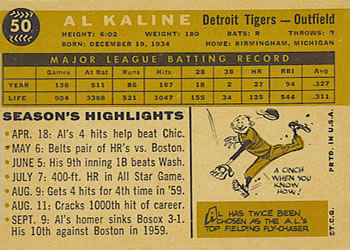 50
AL KALINE Detroit Tigers — Outfield
HEIGHT: 6:02 WEIGHT: 180 BATS: R THROWS: R
BORN: DECEMBER 19, 1934 HOME: BIRMINGHAM, MICHIGAN
MAJOR LEAGUE BATTING RECORD
Games At-Bat Runs Hits 2B 3B HR RBI Avg.
YEAR 136 511 86 167 19 2 27 94 .327
LIFE 904 3368 521 1047 155 34 125 544 .311
SEASON'S HIGHLIGHTS
• APR. 18: Al's 4 hits help beat Chic.
• MAY 6: Belts pair of HR's vs. Boston.
• JUNE 5: His 9th inning 1B beats Wash.
• JULY 7: 400-ft. HR in All Star Game.
• AUG. 9: Gets 4 hits for 4th time in '59.
• AUG. 11: Cracks 1000th hit of career.
• SEPT. 9: Al's homer sinks Bosox 3-1.
His 10th against Boston in 1959.
A CINCH
WHEN YOU
KNOW
HOW!
AL HAS TWICE BEEN
CHOSEN AS THE A.L.'S
TOP FIELDING FLY-CHASER
©T.C.G. PRTD. IN U.S.A.